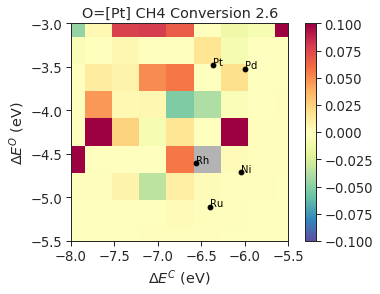 O=[Pt] CH4 Conversion 2.6
−3.0
−3.5
−4.0
−4.5
−5.0
−5.5
ΔE^O (eV)
Pt
Pd
Rh
Ni
Ru
−8.0 −7.5 −7.0 −6.5 −6.0 −5.5
ΔE^C (eV)
0.100
0.075
0.050
0.025
0.000
−0.025
−0.050
−0.075
−0.100